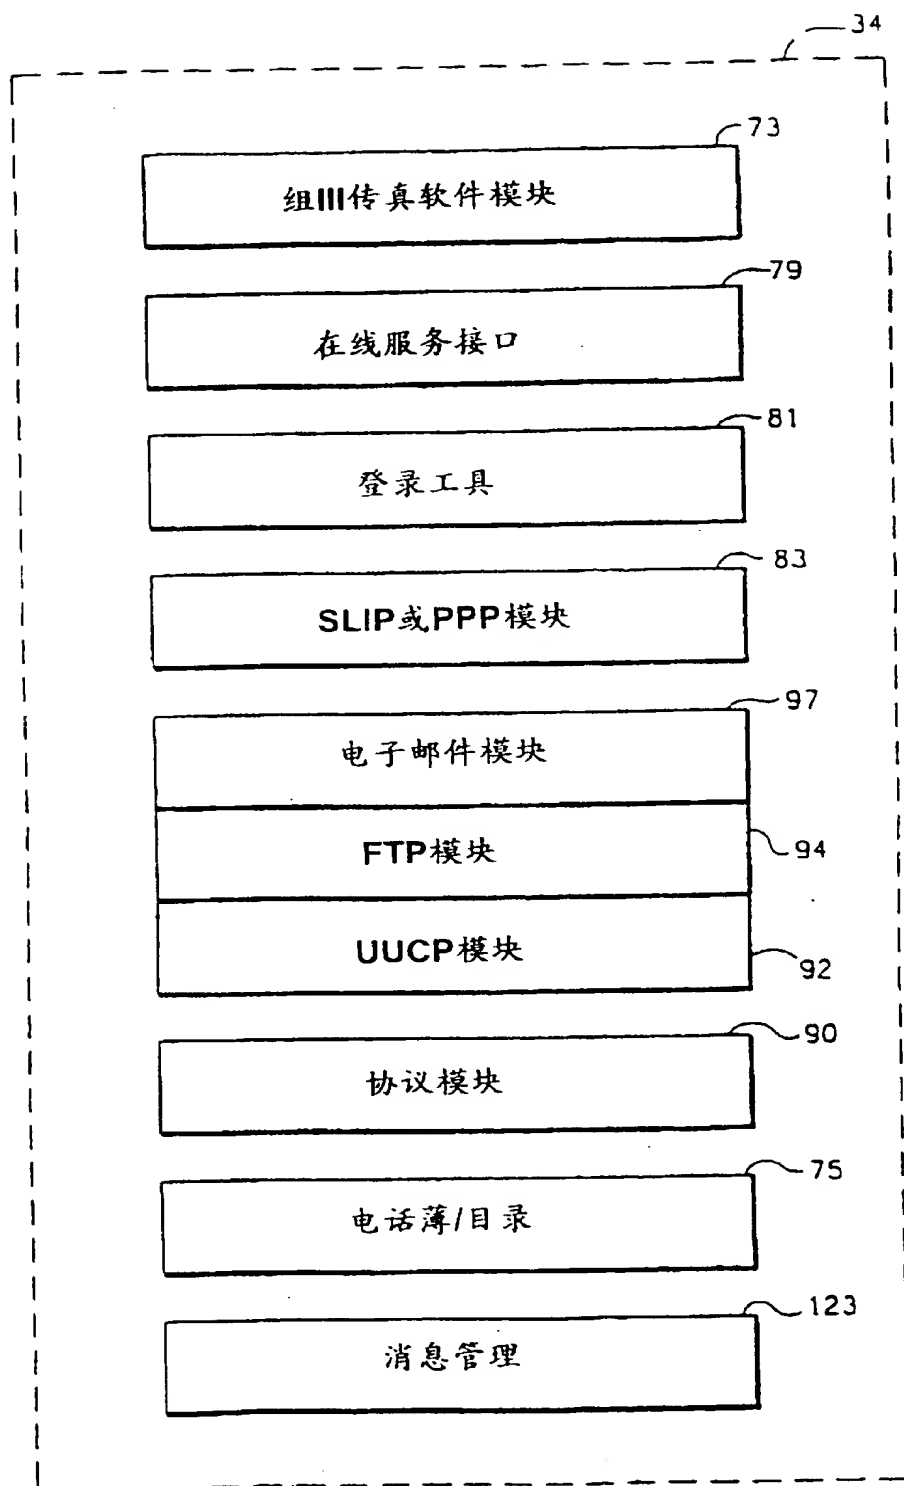 34
73
组III传真软件模块
79
在线服务接口
81
登录工具
83
SLIP或PPP模块
97
电子邮件模块
FTP模块
94
UUCP模块
92
90
协议模块
75
电话薄/目录
123
消息管理